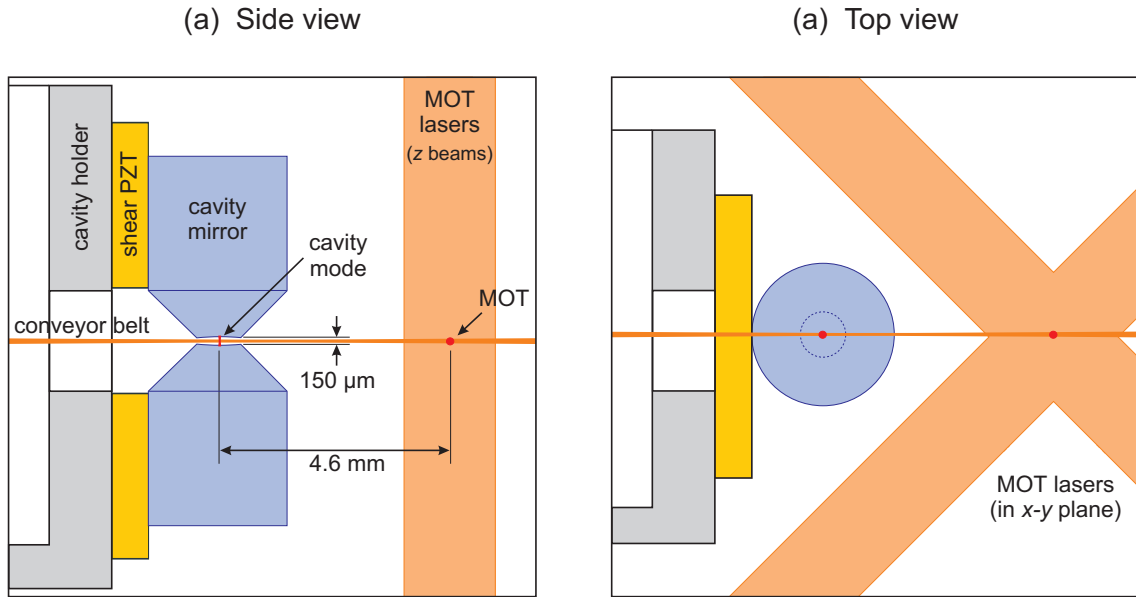 (a) Side view
cavity holder
shear PZT
cavity
mirror
MOT
lasers
(z beams)
cavity
mode
MOT
conveyor belt
150 µm
4.6 mm
(a) Top view
MOT lasers
(in x-y plane)